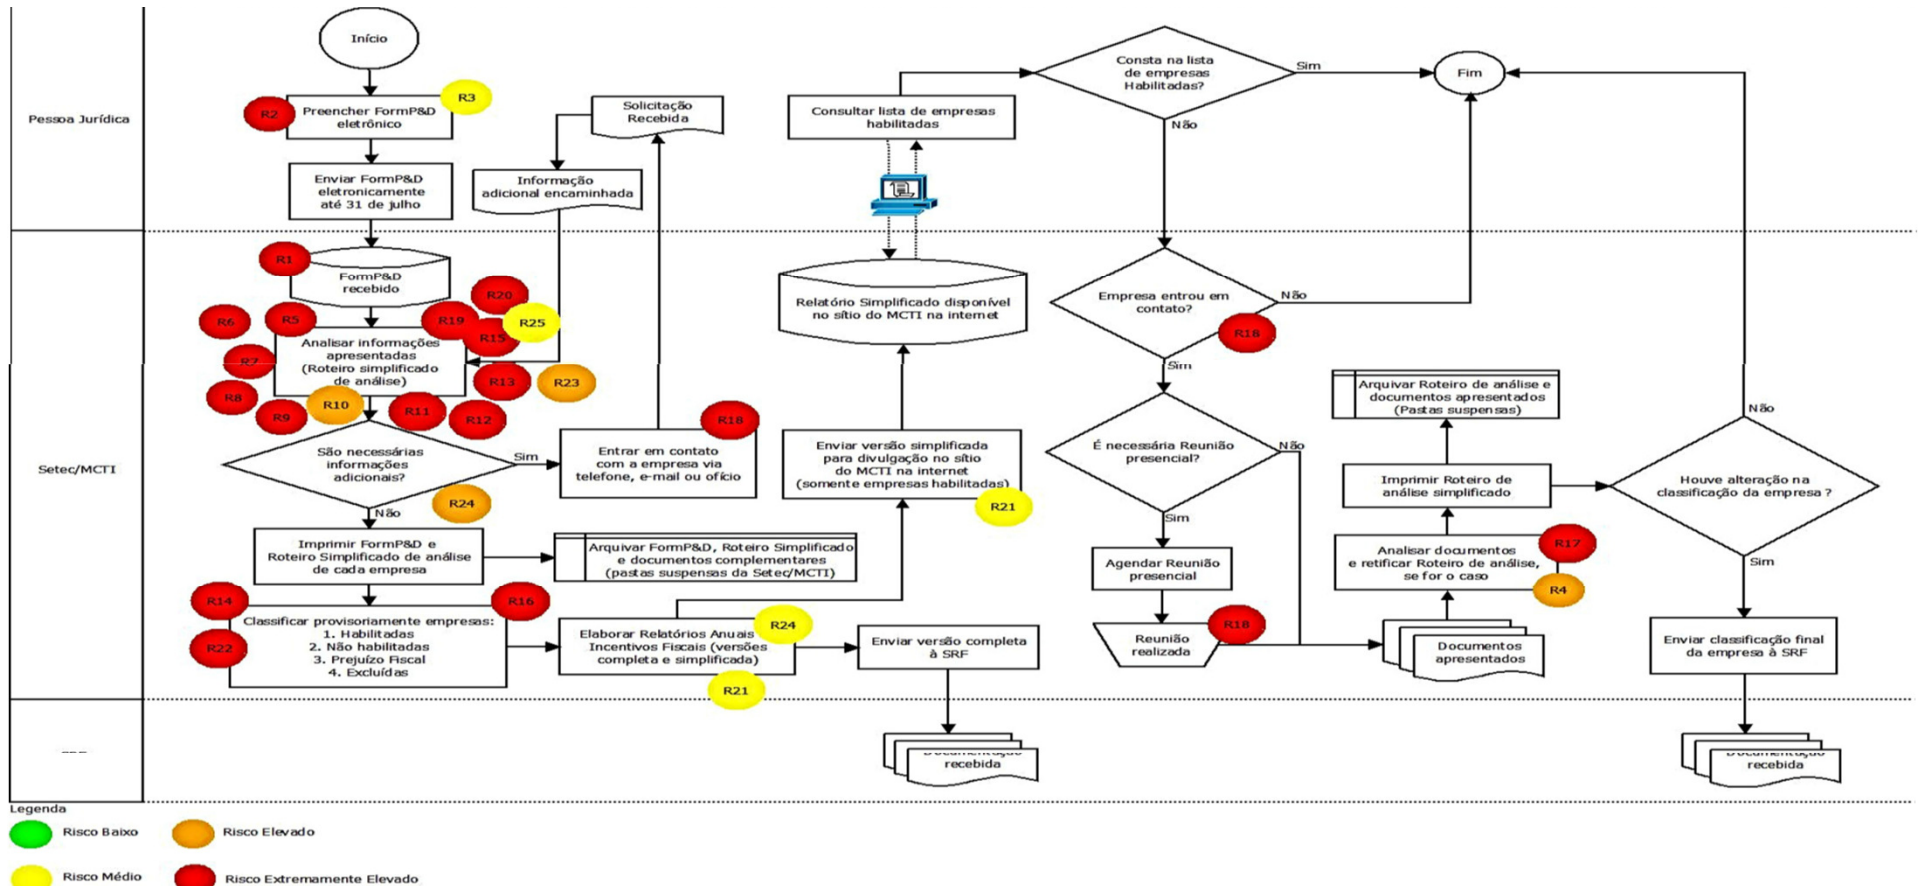 Pessoa Jurídica
Início
R2
R3
Preencher FormP&D
eletrônico
Enviar FormP&D
eletronicamente
até 31 de julho
Solicitação
Recebida
Informação
adicional encaminhada
Consultar lista de empresas
habilitadas
Consta na lista
de empresas
Habilitadas?
Sim
Não
Fim
Setec/MCTI
R1
FormP&D
recebido
R20
R6
R5
R19
R25
R15
Analisar informações
apresentadas
(Roteiro simplificado
de análise)
R7
R13
R23
R8
R9
R10
R11
R12
São necessárias
informações
adicionais?
Sim
R24
Não
R18
Entrar em contato
com a empresa via
telefone, e-mail ou ofício
Imprimir FormP&D e
Roteiro Simplificado de análise
de cada empresa
Arquivar FormP&D, Roteiro Simplificado
e documentos complementares
(pastas suspensas da Setec/MCTI)
R14
R16
R22
Classificar provisoriamente empresas:
1. Habilitadas
2. Não habilitadas
3. Prejuízo Fiscal
4. Excluídas
Elaborar Relatórios Anuais
Incentivos Fiscais (versões
completa e simplificada)
R24
R21
Enviar versão completa
à SRF
Relatório Simplificado disponível
no sítio do MCTI na internet
Enviar versão simplificada
para divulgação no sítio
do MCTI na internet
(somente empresas habilitadas)
R21
Empresa entrou em
contato?
Não
R18
Sim
É necessária Reunião
presencial?
Não
Sim
Agendar Reunião
presencial
R18
Reunião
realizada
Documentos
apresentados
Analisar documentos
e retificar Roteiro de análise,
se for o caso
R17
R4
Imprimir Roteiro de
análise simplificado
Arquivar Roteiro de análise e
documentos apresentados
(Pastas suspensas)
Houve alteração na
classificação da empresa ?
Não
Sim
Enviar classificação final
da empresa à SRF
Documentação
recebida
Documentação
recebida
Legenda
Risco Baixo
Risco Elevado
Risco Médio
Risco Extremamente Elevado